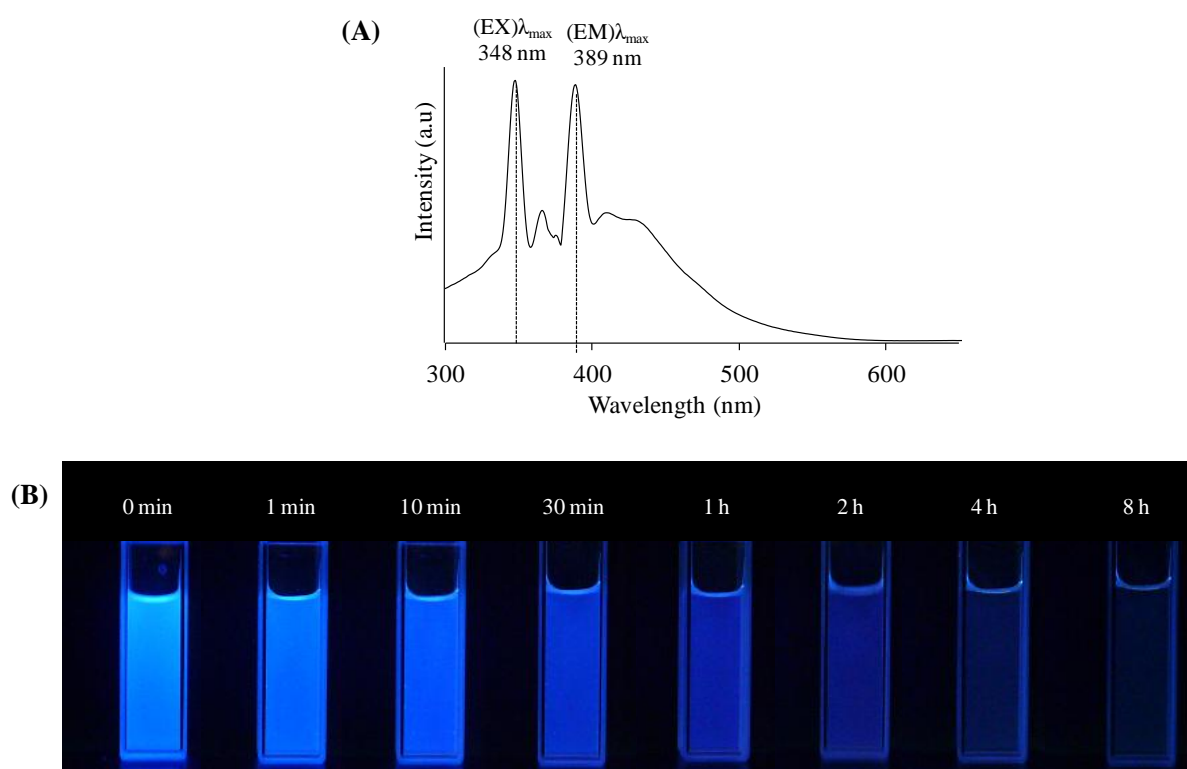 (A)
(EX)λmax (EM)λmax
348 nm 389 nm
Intensity (a.u)
300 400 500 600
Wavelength (nm)
(B)
0 min 1 min 10 min 30 min 1 h 2 h 4 h 8 h